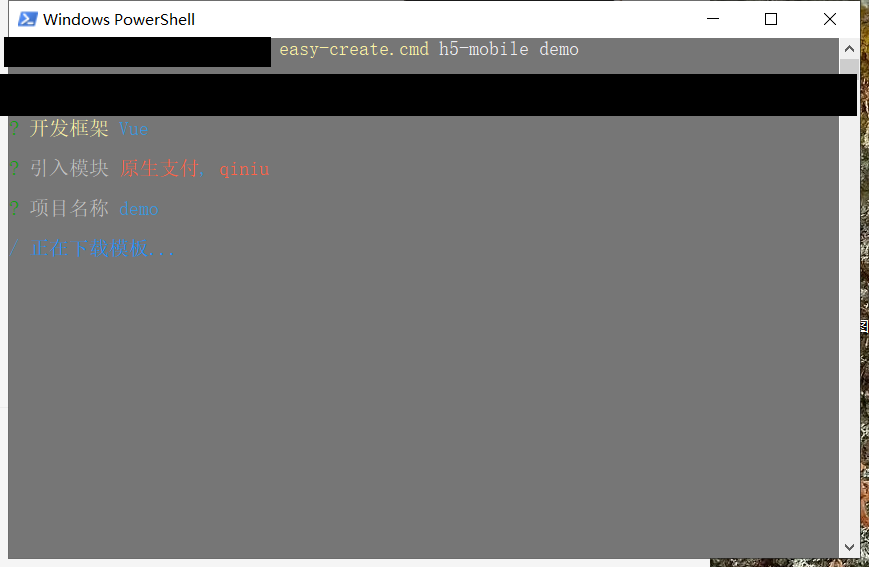 Windows PowerShell
easy-create.cmd h5-mobile demo
? 开发框架 Vue
? 引入模块 原生支付, qiniu
? 项目名称 demo
/ 正在下载模板...
图